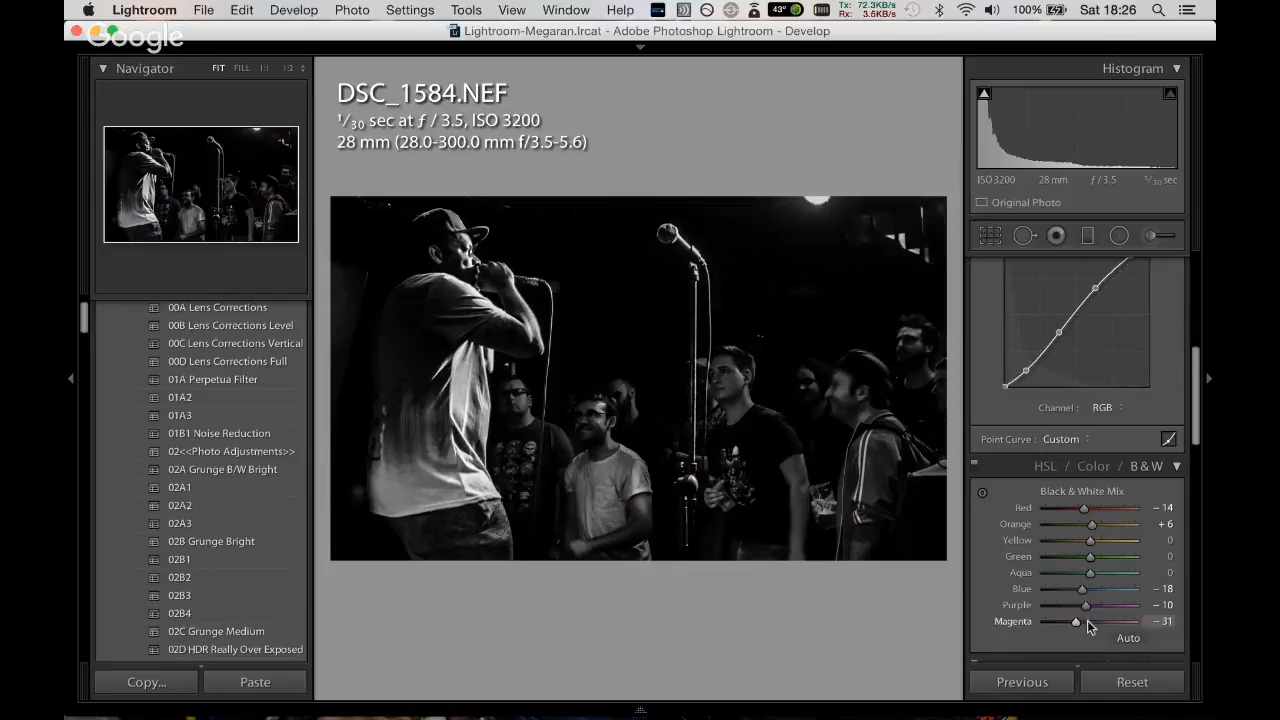 Lightroom File Edit Develop Photo Settings Tools View Window Help 43° Tx: 72.3KB/s Rx: 3.5KB/s 100% Sat 18:26
Google
Lightroom-Megaran.lrcat - Adobe Photoshop Lightroom - Develop
Navigator FIT FILL 1:1 1:2
00A Lens Corrections
00B Lens Corrections Level
00C Lens Corrections Vertical
00D Lens Corrections Full
01A Perpetua Filter
01A2
01A3
01B1 Noise Reduction
02<<Photo Adjustments>>
02A Grunge B/W Bright
02A1
02A2
02A3
02B Grunge Bright
02B1
02B2
02B3
02B4
02C Grunge Medium
02D HDR Really Over Exposed
Copy... Paste
DSC_1584.NEF
1/30 sec at ƒ / 3.5, ISO 3200
28 mm (28.0-300.0 mm f/3.5-5.6)
Histogram
ISO 3200 28 mm ƒ / 3.5 1/30 sec
Original Photo
Channel : RGB
Point Curve : Custom
HSL / Color / B & W
Black & White Mix
Red - 14
Orange + 6
Yellow 0
Green 0
Aqua 0
Blue - 18
Purple - 10
Magenta - 31
Auto
Previous Reset